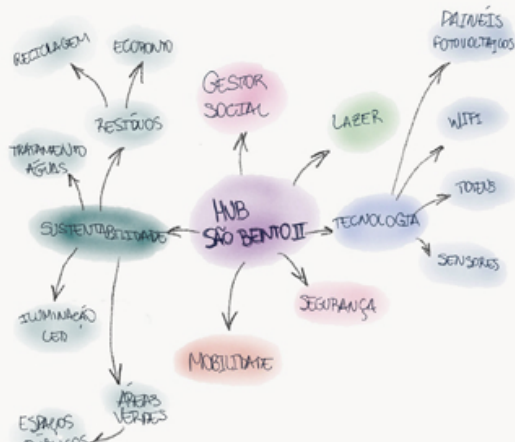 PAINÉIS
FOTOVOLTAICOS
RECICLAGEM
ECOPONTO
GESTOR
SOCIAL
LAZER
WIFI
RESÍDUOS
TRATAMENTO
ÁGUAS
TOTENS
HUB
SÃO BENTO II
TECNOLOGIA
SUSTENTABILIDADE
SENSORES
SEGURANÇA
ILUMINAÇÃO
LED
MOBILIDADE
ÁREAS
VERDES
ESPAÇOS